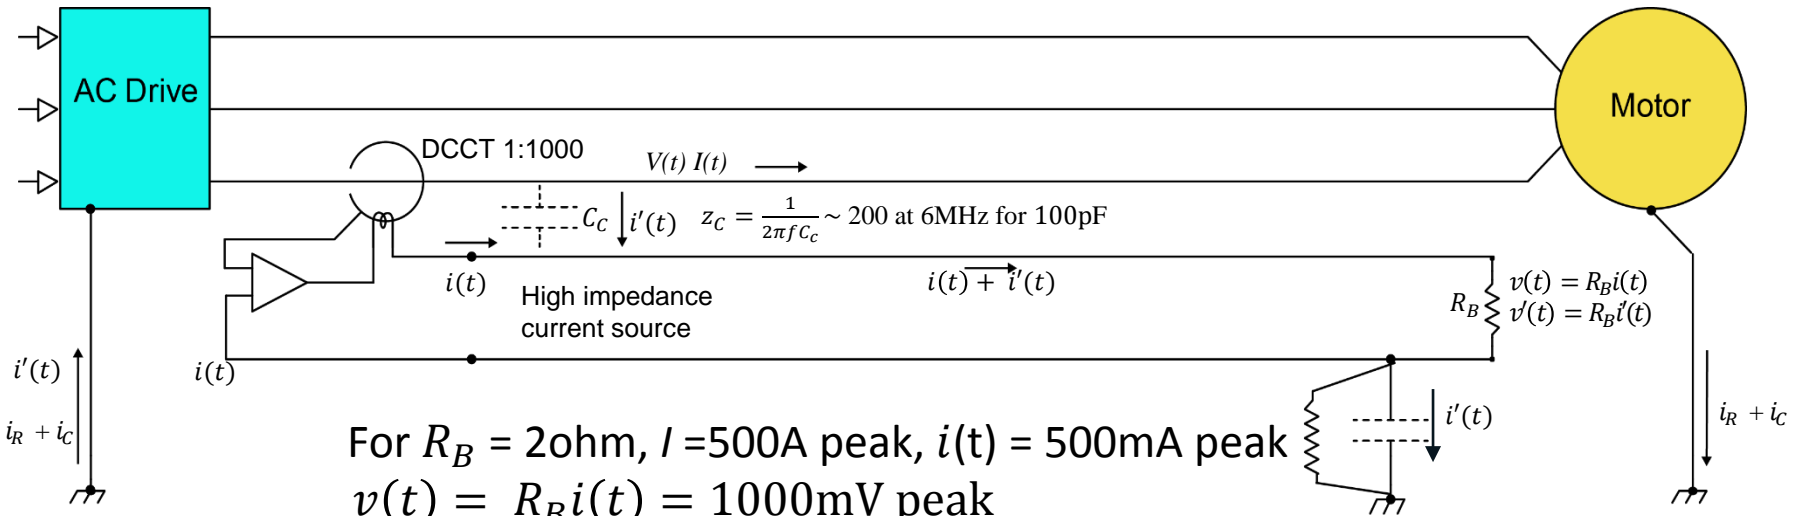 AC Drive
Motor
DCCT 1:1000
V(t) I(t)
C_C
i′(t)
z_C = 1/(2πfC_c) ~ 200 at 6MHz for 100pF
i(t)
i(t) + i′(t)
High impedance
current source
R_B
v(t) = R_B i(t)
v′(t) = R_B i′(t)
i(t)
i′(t)
i_R + i_C
i′(t)
i_R + i_C
For R_B = 2ohm, I =500A peak, i(t) = 500mA peak
v(t) = R_B i(t) = 1000mV peak